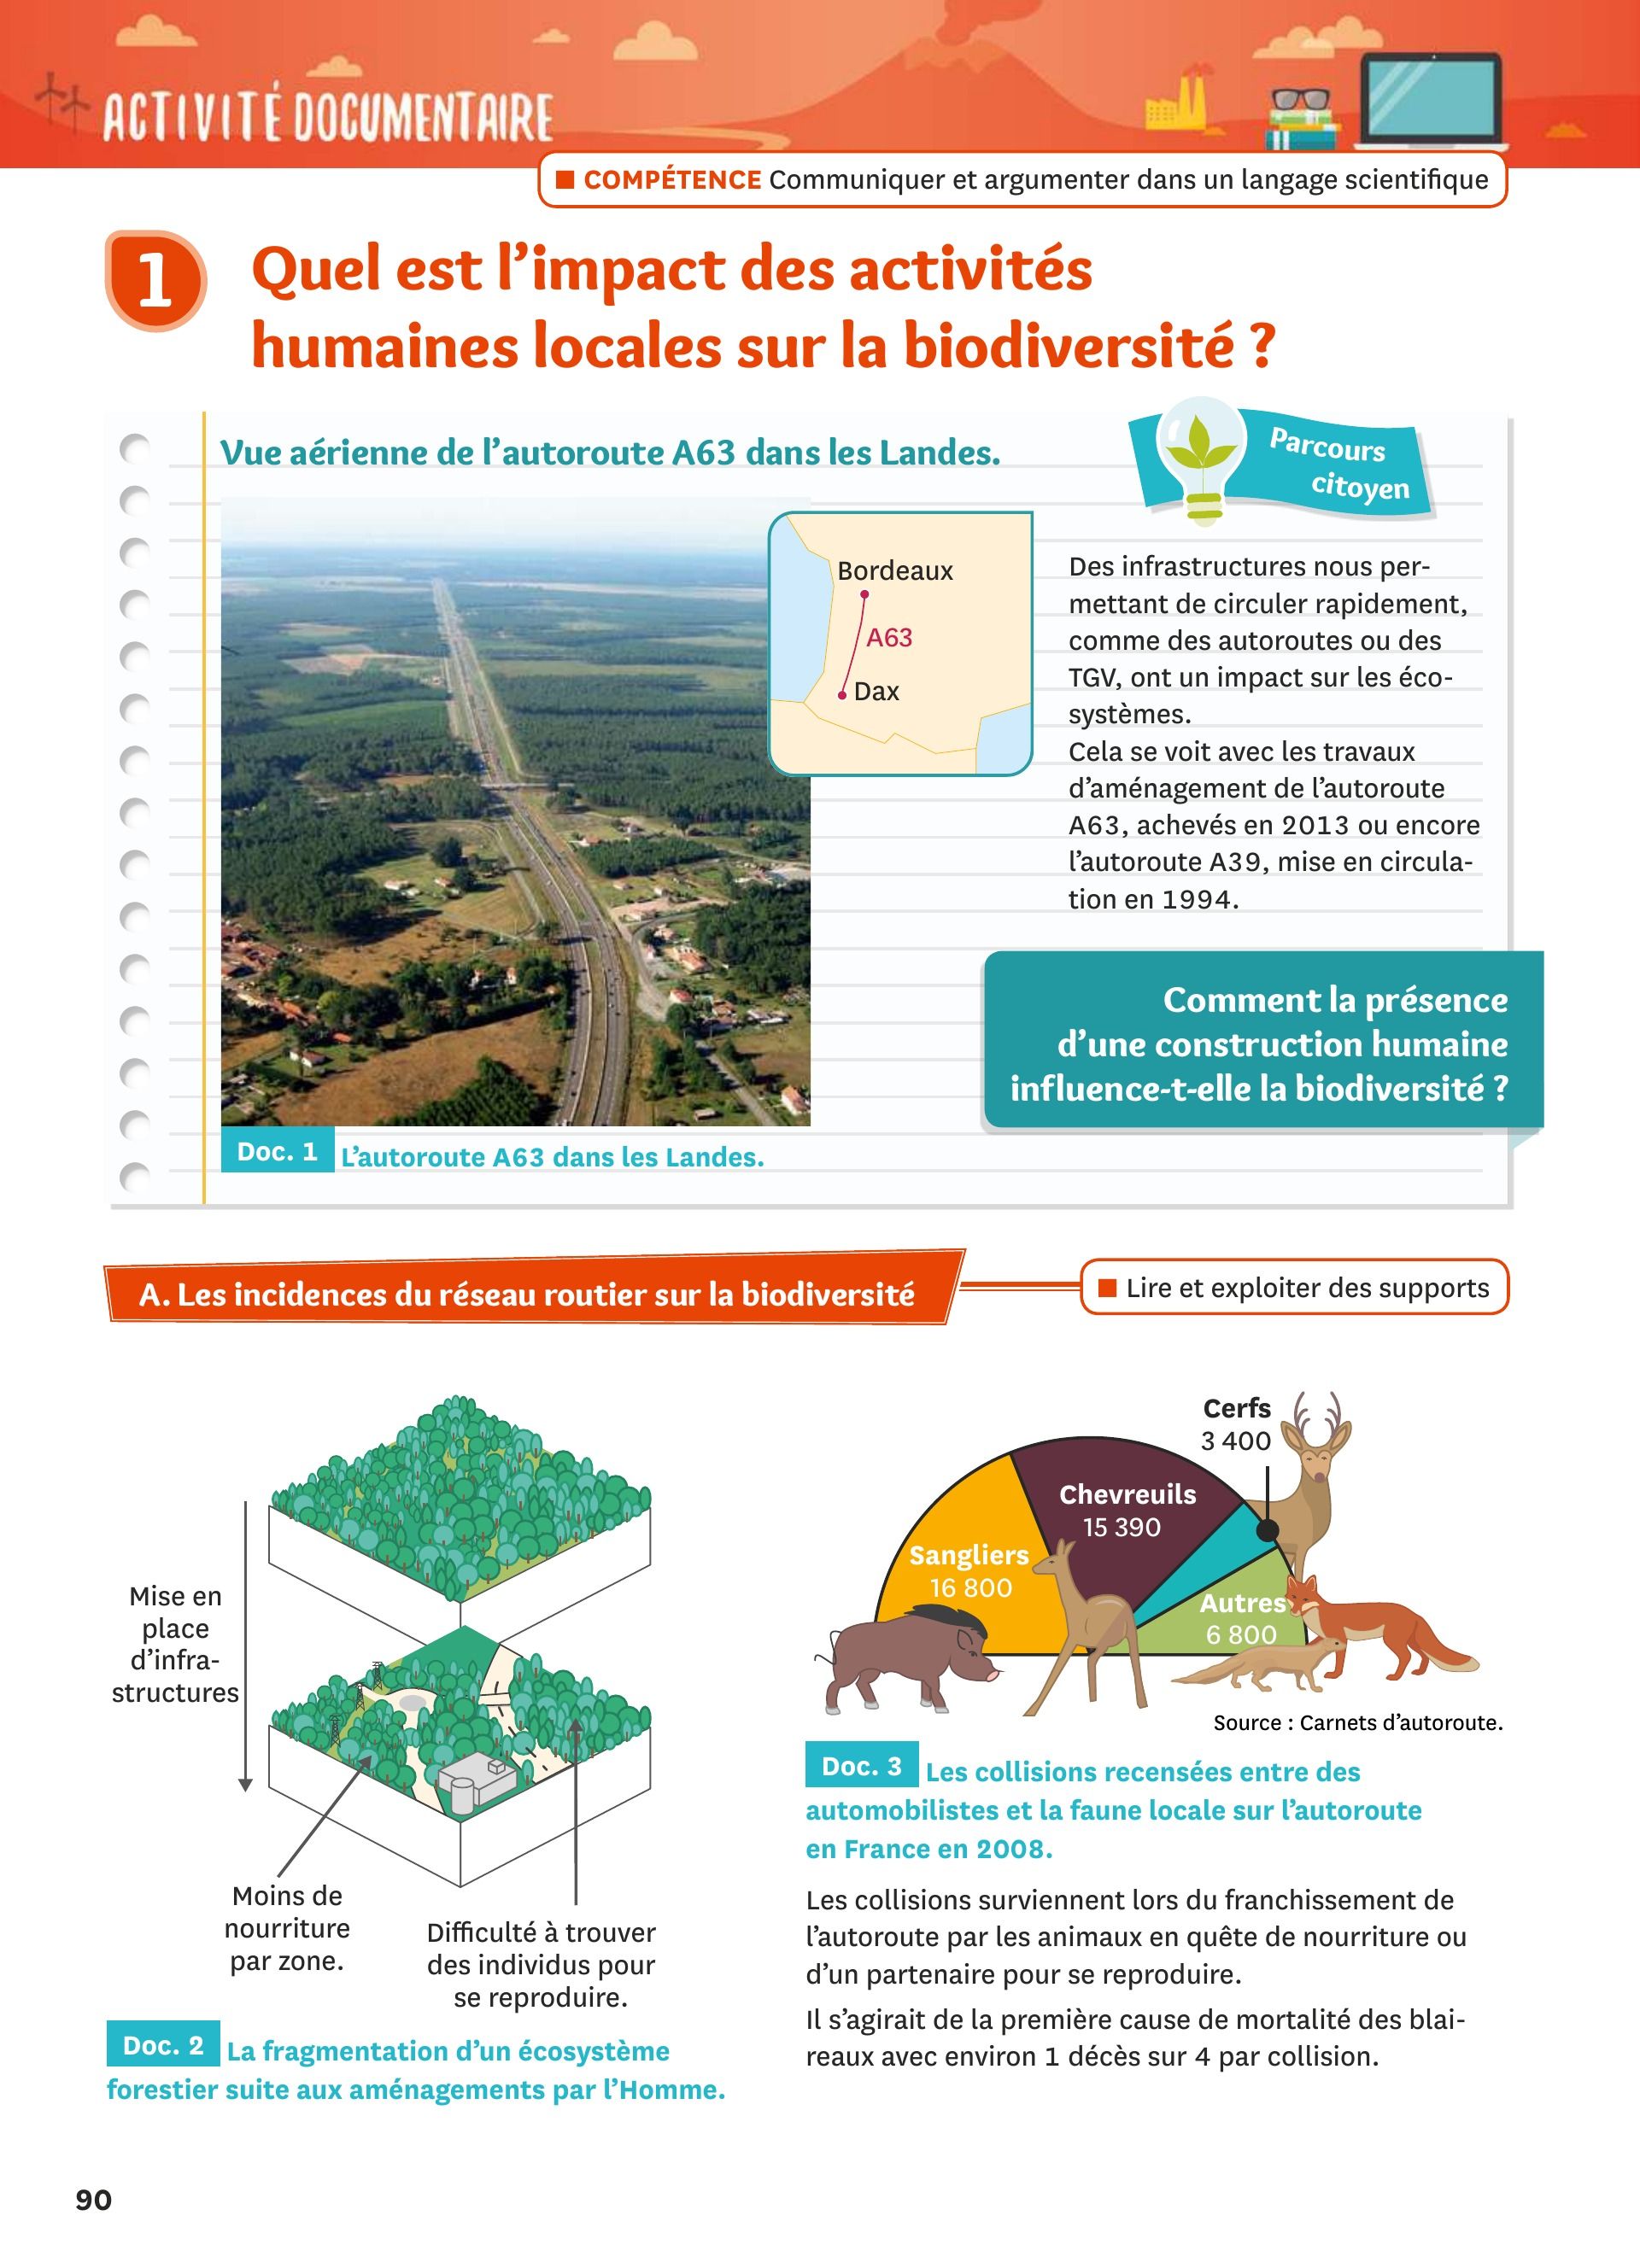 ACTIVITÉ DOCUMENTAIRE
■ COMPÉTENCE Communiquer et argumenter dans un langage scientifique
1
Quel est l'impact des activités
humaines locales sur la biodiversité ?
Vue aérienne de l'autoroute A63 dans les Landes.
Parcours
citoyen
Bordeaux
A63
Dax
Des infrastructures nous per-
mettant de circuler rapidement,
comme des autoroutes ou des
TGV, ont un impact sur les éco-
systèmes.
Cela se voit avec les travaux
d'aménagement de l'autoroute
A63, achevés en 2013 ou encore
l'autoroute A39, mise en circula-
tion en 1994.
Comment la présence
d'une construction humaine
influence-t-elle la biodiversité ?
Doc. 1 L'autoroute A63 dans les Landes.
A. Les incidences du réseau routier sur la biodiversité
■ Lire et exploiter des supports
Mise en
place
d'infra-
structures
Moins de
nourriture
par zone.
Difficulté à trouver
des individus pour
se reproduire.
Doc. 2 La fragmentation d'un écosystème
forestier suite aux aménagements par l'Homme.
Cerfs
3 400
Chevreuils
15 390
Sangliers
16 800
Autres
6 800
Source : Carnets d'autoroute.
Doc. 3 Les collisions recensées entre des
automobilistes et la faune locale sur l'autoroute
en France en 2008.
Les collisions surviennent lors du franchissement de
l'autoroute par les animaux en quête de nourriture ou
d'un partenaire pour se reproduire.
Il s'agirait de la première cause de mortalité des blai-
reaux avec environ 1 décès sur 4 par collision.
90